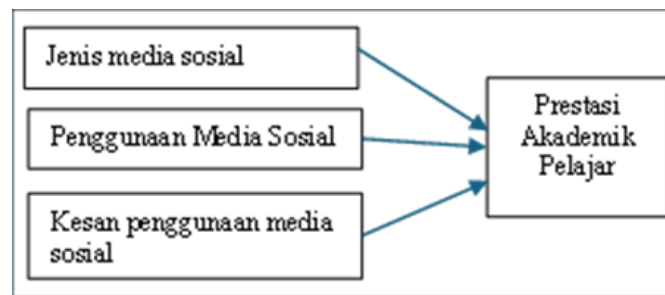 Jenis media sosial
Penggunaan Media Sosial
Kesan penggunaan media
sosial
Prestasi
Akademik
Pelajar